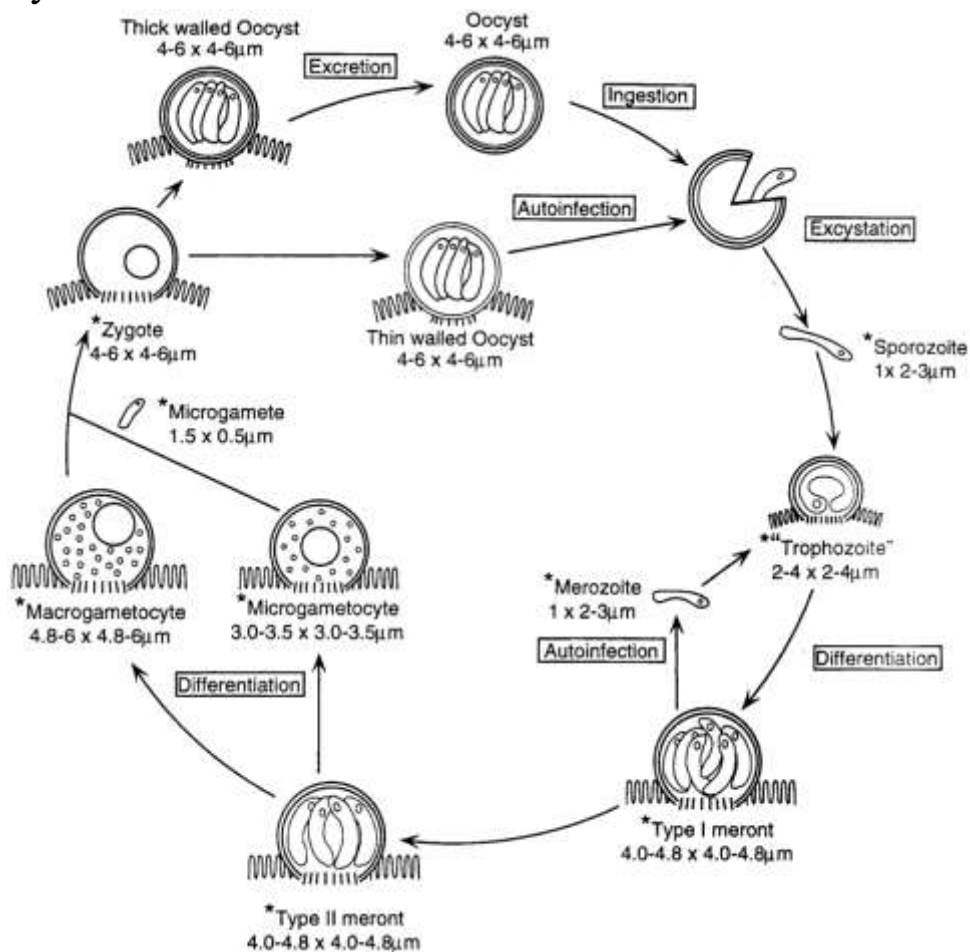 Thick walled Oocyst
4-6 x 4-6µm
Excretion
Oocyst
4-6 x 4-6µm
Ingestion
Autoinfection
Excystation
*Zygote
4-6 x 4-6µm
Thin walled Oocyst
4-6 x 4-6µm
*Sporozoite
1x 2-3µm
*Microgamete
1.5 x 0.5µm
*"Trophozoite"
2-4 x 2-4µm
*Merozoite
1 x 2-3µm
*Macrogametocyte
4.8-6 x 4.8-6µm
*Microgametocyte
3.0-3.5 x 3.0-3.5µm
Autoinfection
Differentiation
Differentiation
*Type I meront
4.0-4.8 x 4.0-4.8µm
*Type II meront
4.0-4.8 x 4.0-4.8µm